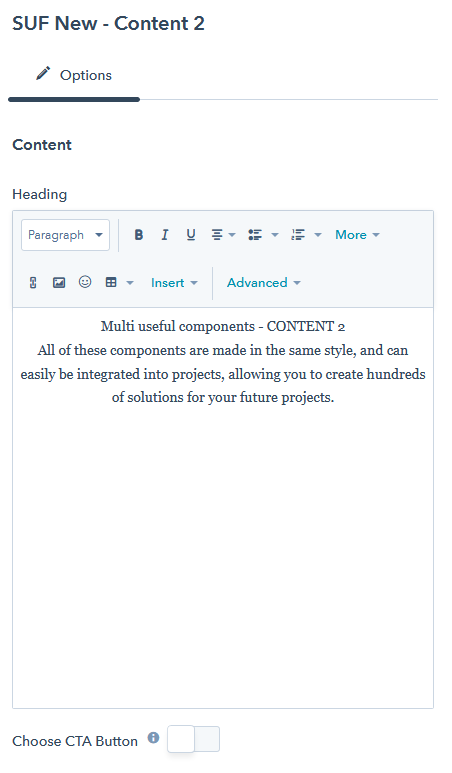 SUF New - Content 2
Options
Content
Heading
Paragraph B I U More
Insert Advanced
Multi useful components - CONTENT 2
All of these components are made in the same style, and can
easily be integrated into projects, allowing you to create hundreds
of solutions for your future projects.
Choose CTA Button